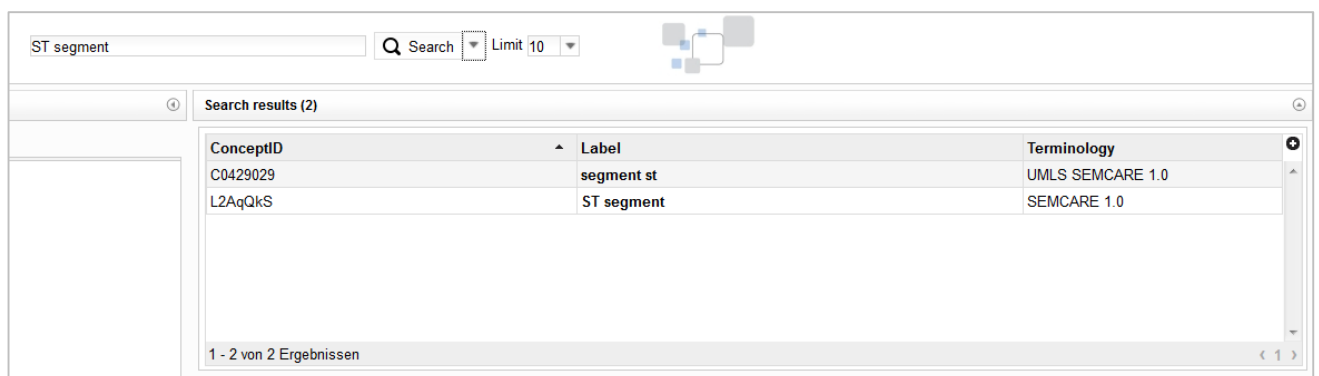 ST segment Search Limit 10
Search results (2)
ConceptID Label Terminology
C0429029 segment st UMLS SEMCARE 1.0
L2AqQkS ST segment SEMCARE 1.0
1 - 2 von 2 Ergebnissen 1